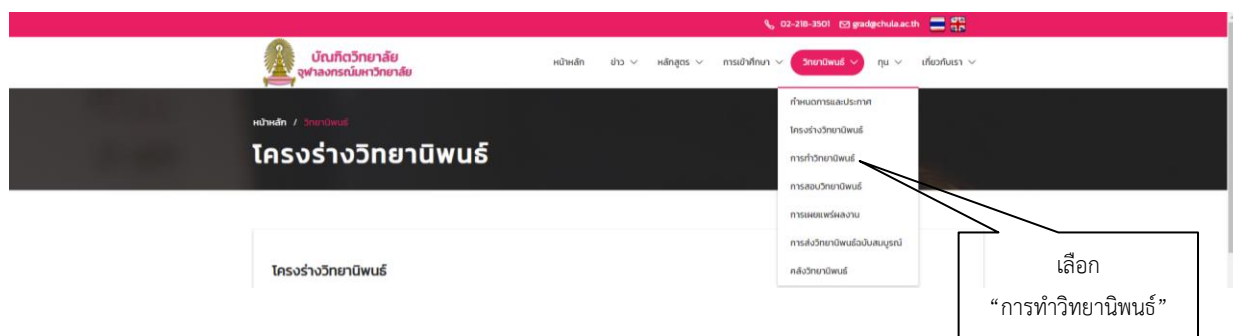 02-218-3501 grad@chula.ac.th
บัณฑิตวิทยาลัย
จุฬาลงกรณ์มหาวิทยาลัย
หน้าหลัก ข่าว หลักสูตร การเข้าศึกษา วิทยานิพนธ์ ทุน เกี่ยวกับเรา
กำหนดการและประกาศ
โครงร่างวิทยานิพนธ์
การทำวิทยานิพนธ์
การสอบวิทยานิพนธ์
การเผยแพร่ผลงาน
การส่งวิทยานิพนธ์ฉบับสมบูรณ์
คลังวิทยานิพนธ์
หน้าหลัก / วิทยานิพนธ์
โครงร่างวิทยานิพนธ์
โครงร่างวิทยานิพนธ์
เลือก
“การทำวิทยานิพนธ์”